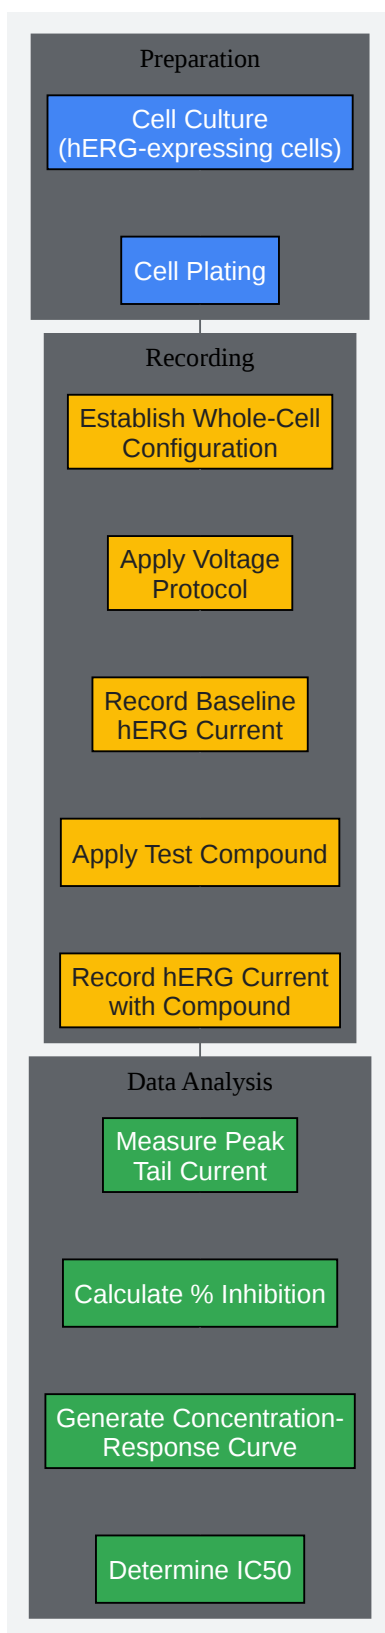 Preparation
Cell Culture
(hERG-expressing cells)
Cell Plating
Recording
Establish Whole-Cell
Configuration
Apply Voltage
Protocol
Record Baseline
hERG Current
Apply Test Compound
Record hERG Current
with Compound
Data Analysis
Measure Peak
Tail Current
Calculate % Inhibition
Generate Concentration-
Response Curve
Determine IC50